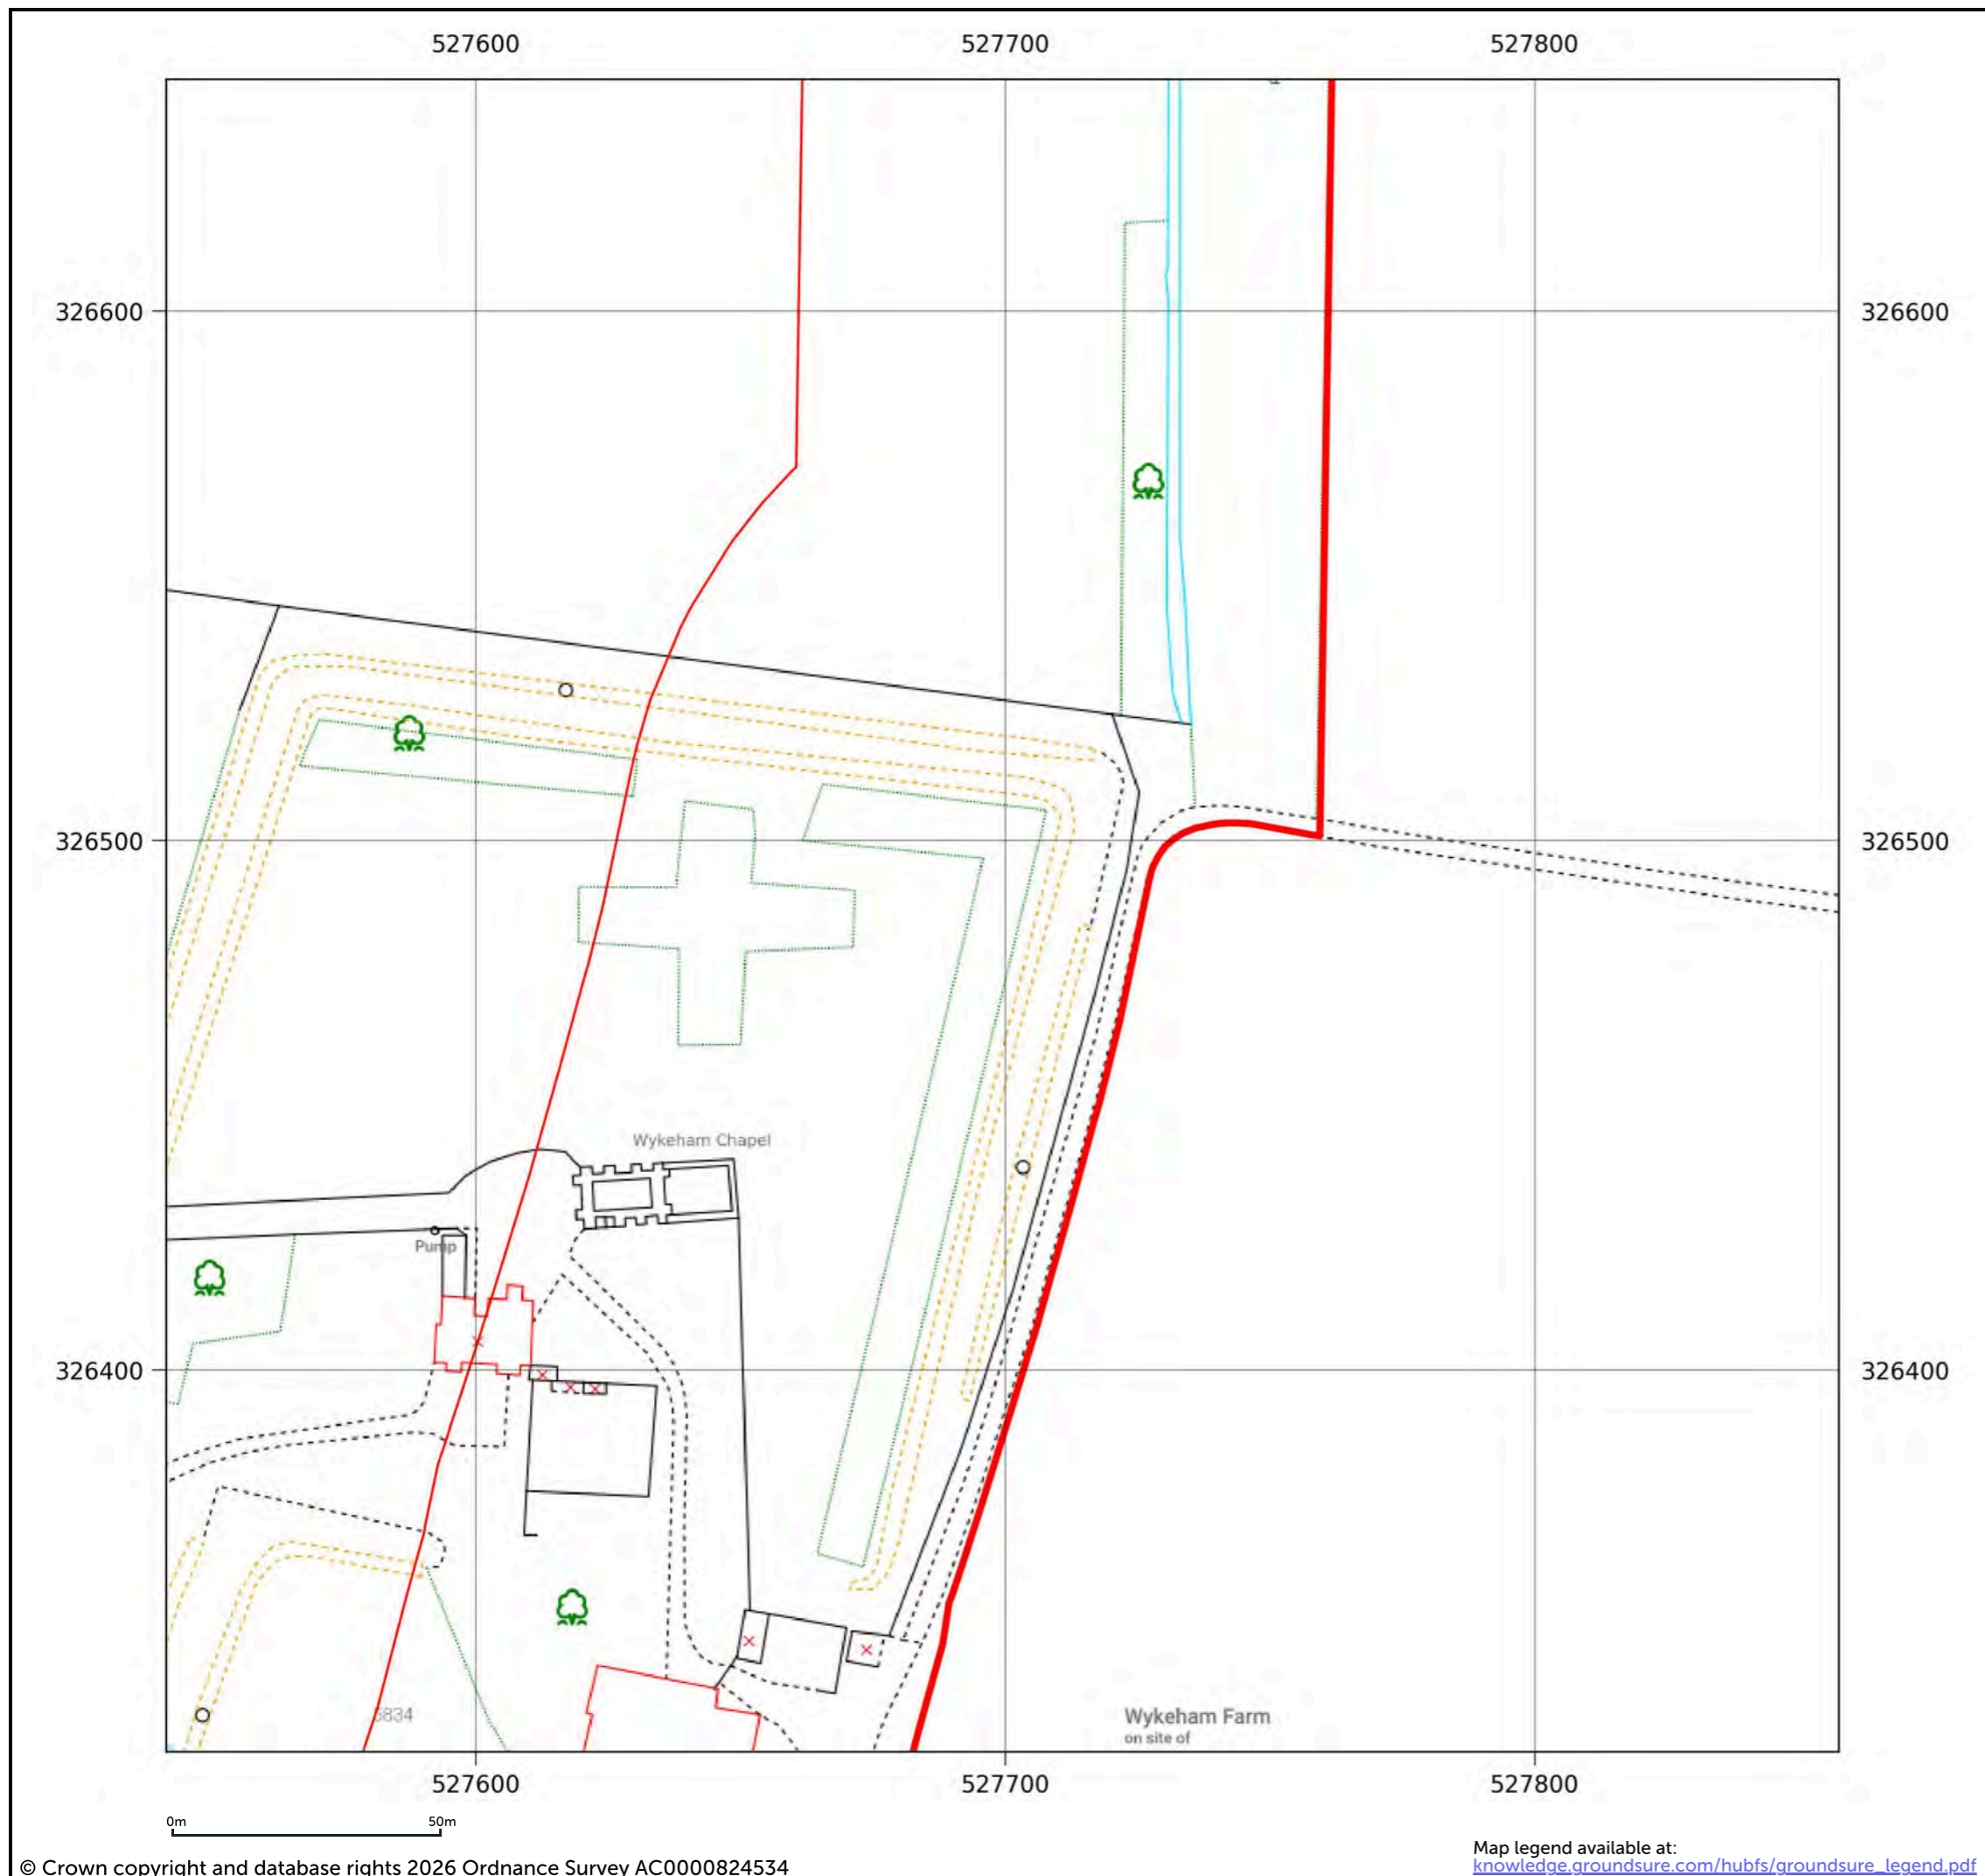 527600 527700 527800
326600 326600
326500 326500
Wykeham Chapel
Pump
326400 326400
Wykeham Farm
on site of
527600 527700 527800
0m 50m
Map legend available at:
knowledge.groundsure.com/hubfs/groundsure_legend.pdf
© Crown copyright and database rights 2026 Ordnance Survey AC0000824534